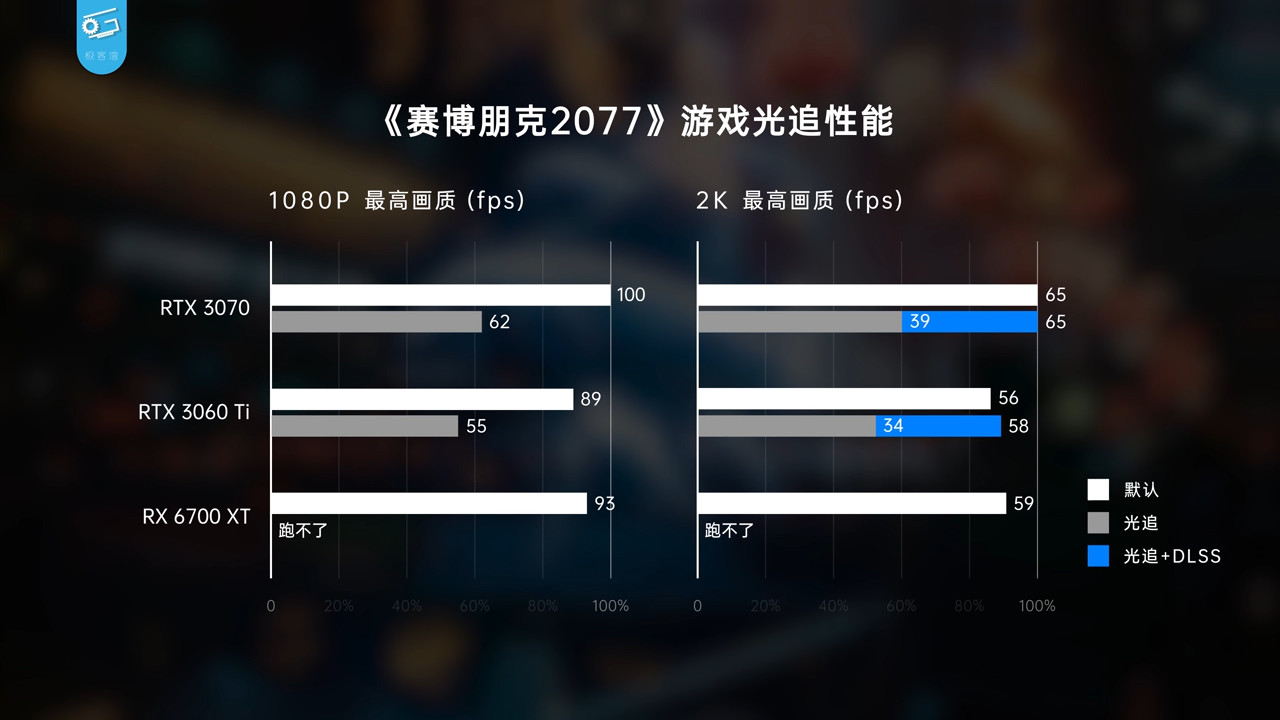 极客湾
《赛博朋克2077》游戏光追性能
1080P 最高画质 (fps)
2K 最高画质 (fps)
RTX 3070
100
62
65
39
65
RTX 3060 Ti
89
55
56
34
58
RX 6700 XT
93
跑不了
59
跑不了
默认
光追
光追+DLSS
0 20% 40% 60% 80% 100%
0 20% 40% 60% 80% 100%